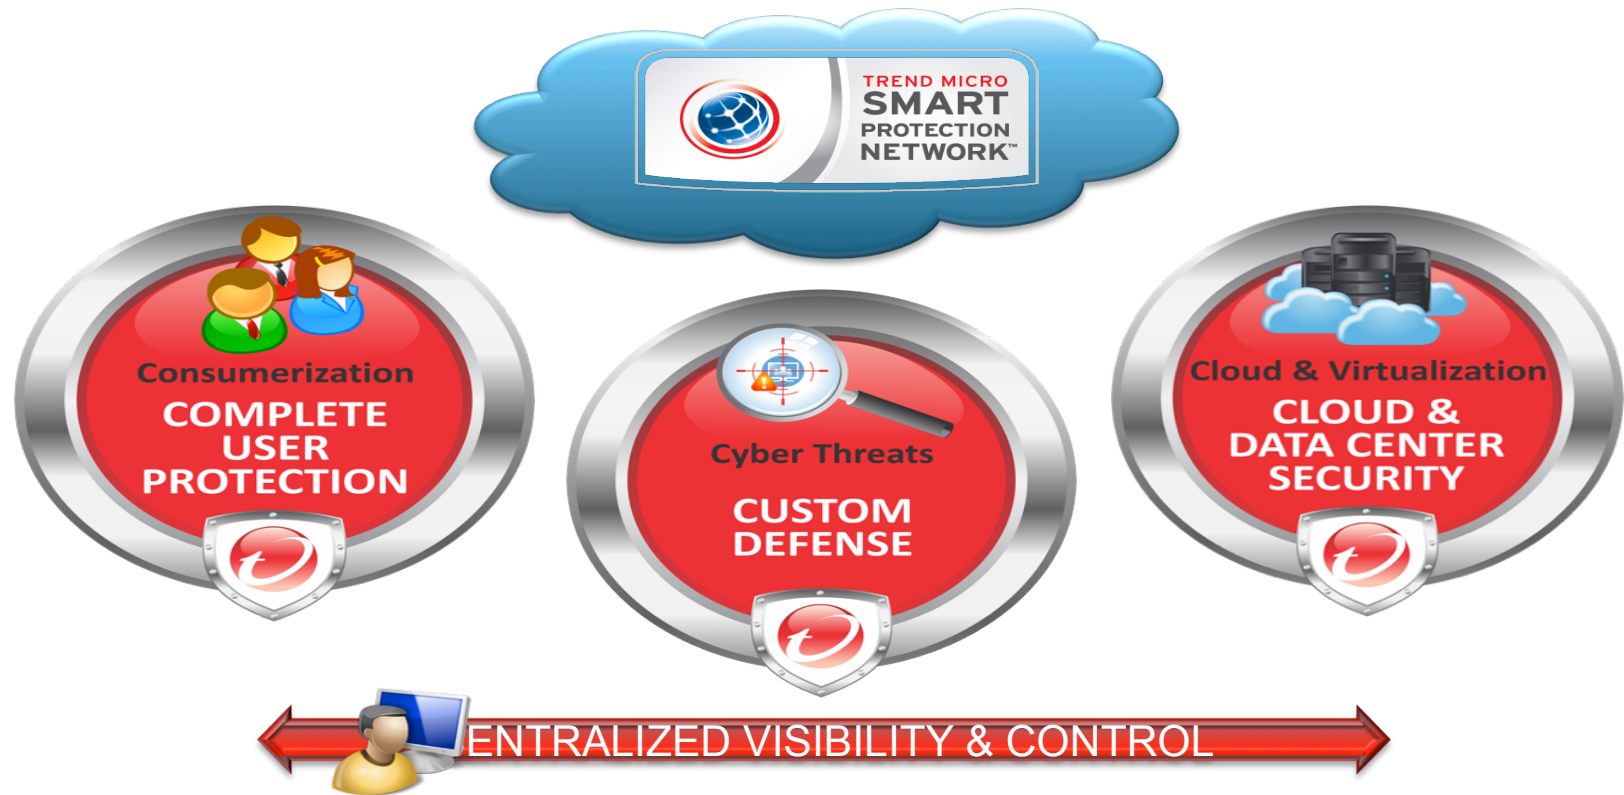 TREND MICRO
SMART
PROTECTION
NETWORK™
Consumerization
COMPLETE
USER
PROTECTION
Cyber Threats
CUSTOM
DEFENSE
Cloud & Virtualization
CLOUD &
DATA CENTER
SECURITY
ENTRALIZED VISIBILITY & CONTROL